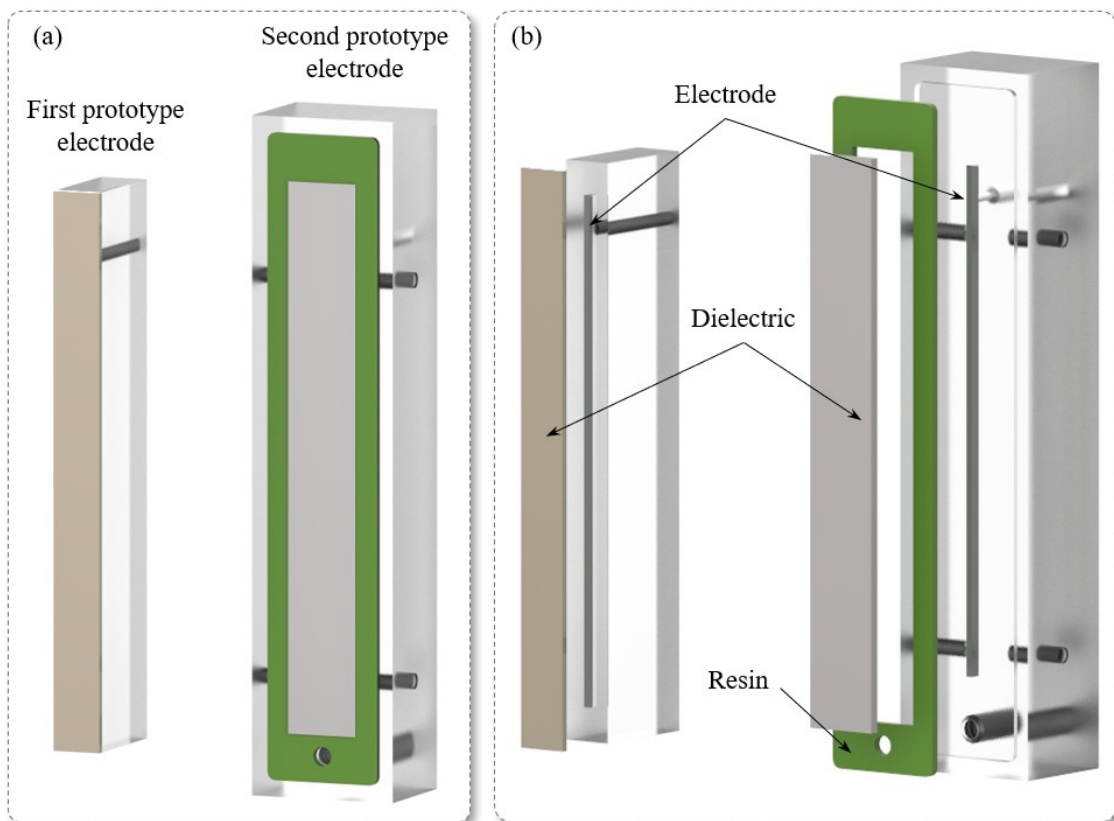 (a)
Second prototype
electrode
First prototype
electrode
(b)
Electrode
Dielectric
Resin